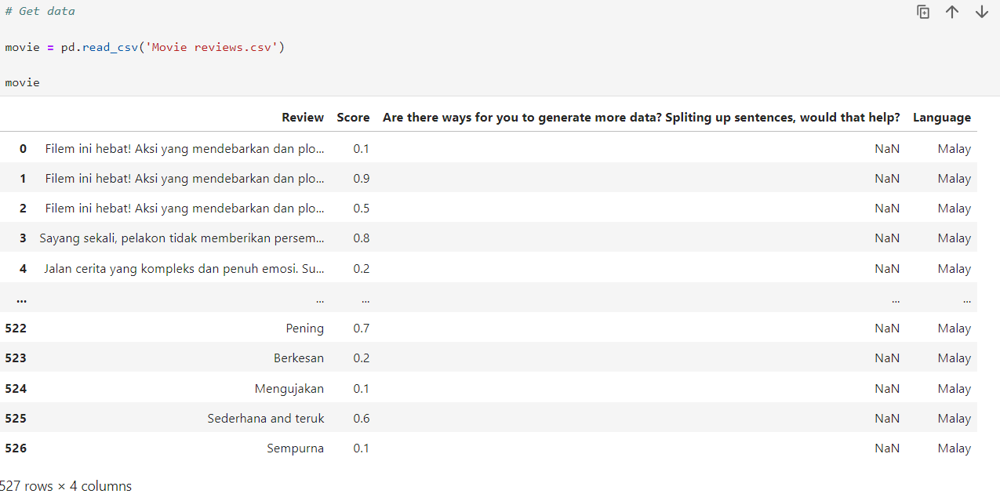 # Get data
movie = pd.read_csv('Movie reviews.csv')
movie
Review Score Are there ways for you to generate more data? Spliting up sentences, would that help? Language
0 Filem ini hebat! Aksi yang mendebarkan dan plo... 0.1 NaN Malay
1 Filem ini hebat! Aksi yang mendebarkan dan plo... 0.9 NaN Malay
2 Filem ini hebat! Aksi yang mendebarkan dan plo... 0.5 NaN Malay
3 Sayang sekali, pelakon tidak memberikan persem... 0.8 NaN Malay
4 Jalan cerita yang kompleks dan penuh emosi. Su... 0.2 NaN Malay
... ... ... ... ...
522 Pening 0.7 NaN Malay
523 Berkesan 0.2 NaN Malay
524 Mengujakan 0.1 NaN Malay
525 Sederhana and teruk 0.6 NaN Malay
526 Sempurna 0.1 NaN Malay
527 rows × 4 columns